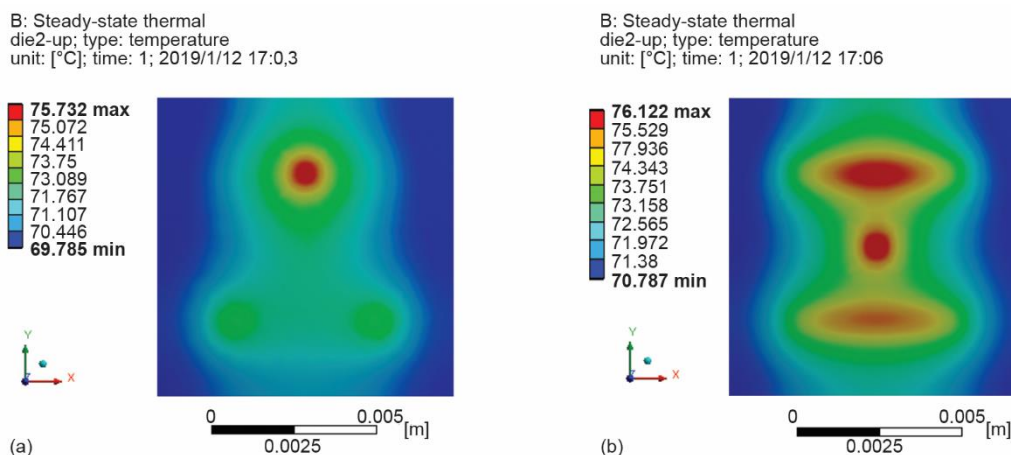 B: Steady-state thermal
die2-up; type: temperature
unit: [°C]; time: 1; 2019/1/12 17:0,3
75.732 max
75.072
74.411
73.75
73.089
71.767
71.107
70.446
69.785 min
Y
Z
X
0
0.005
[m]
0.0025
(a)
B: Steady-state thermal
die2-up; type: temperature
unit: [°C]; time: 1; 2019/1/12 17:06
76.122 max
75.529
77.936
74.343
73.751
73.158
72.565
71.972
71.38
70.787 min
Y
Z
X
0
0.005
[m]
0.0025
(b)